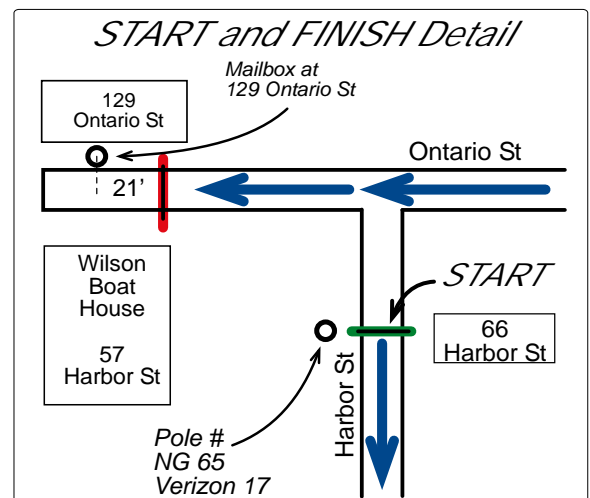 START and FINISH Detail
Mailbox at
129 Ontario St
129
Ontario St
Ontario St
21'
Wilson
Boat
House
57
Harbor St
START
66
Harbor St
Harbor St
Pole #
NG 65
Verizon 17